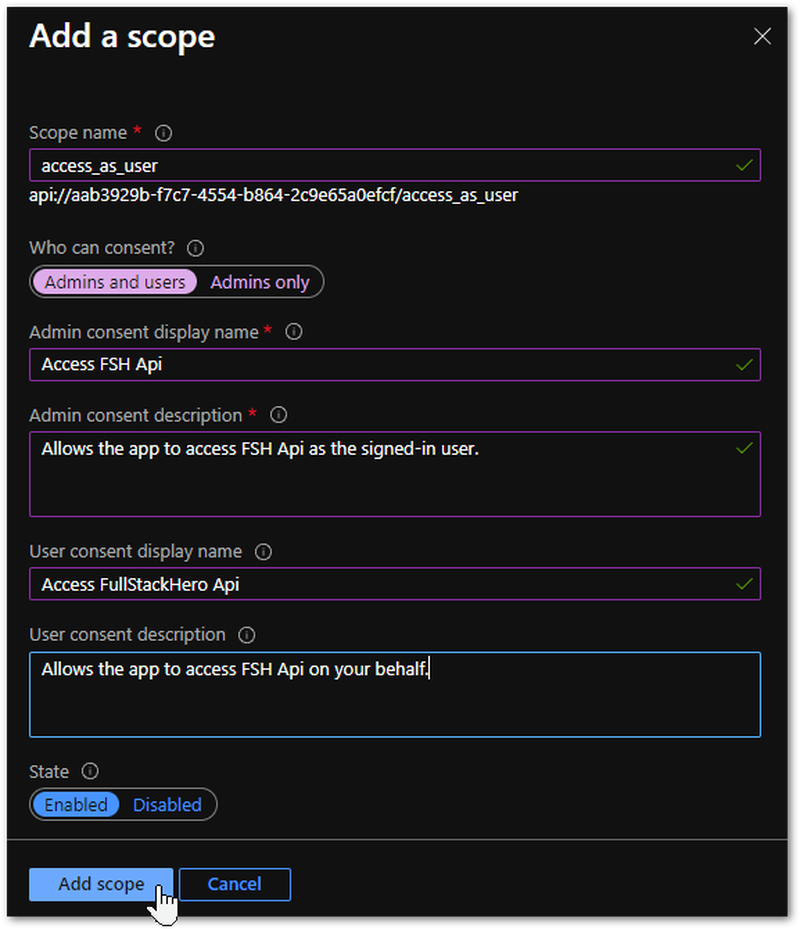 Add a scope
Scope name *
access_as_user
api://aab3929b-f7c7-4554-b864-2c9e65a0efcf/access_as_user
Who can consent?
Admins and users Admins only
Admin consent display name *
Access FSH Api
Admin consent description *
Allows the app to access FSH Api as the signed-in user.
User consent display name
Access FullStackHero Api
User consent description
Allows the app to access FSH Api on your behalf.
State
Enabled Disabled
Add scope Cancel